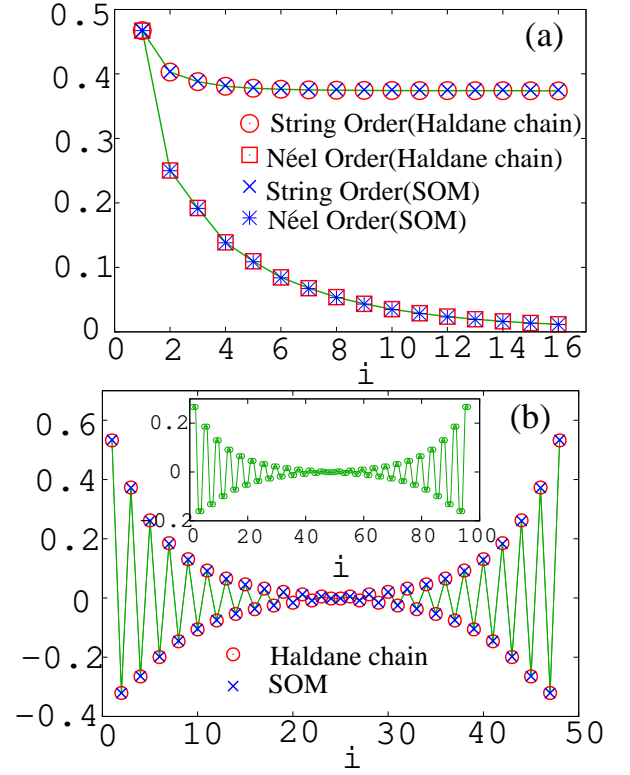 0.5
(a)
0.4
String Order(Haldane chain)
0.3
Néel Order(Haldane chain)
0.2
String Order(SOM)
Néel Order(SOM)
0.1
0
0 2 4 6 8 10 12 14 16
i
0.6
0.2
(b)
0.4
0
0.2
-0.2
0 20 40 60 80 100
i
0
-0.2
Haldane chain
SOM
-0.4
0 10 20 30 40 50
i